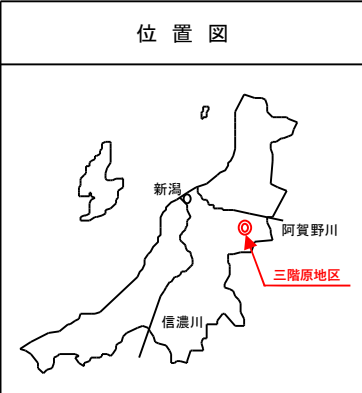 位置図
新潟
阿賀野川
三階原地区
信濃川